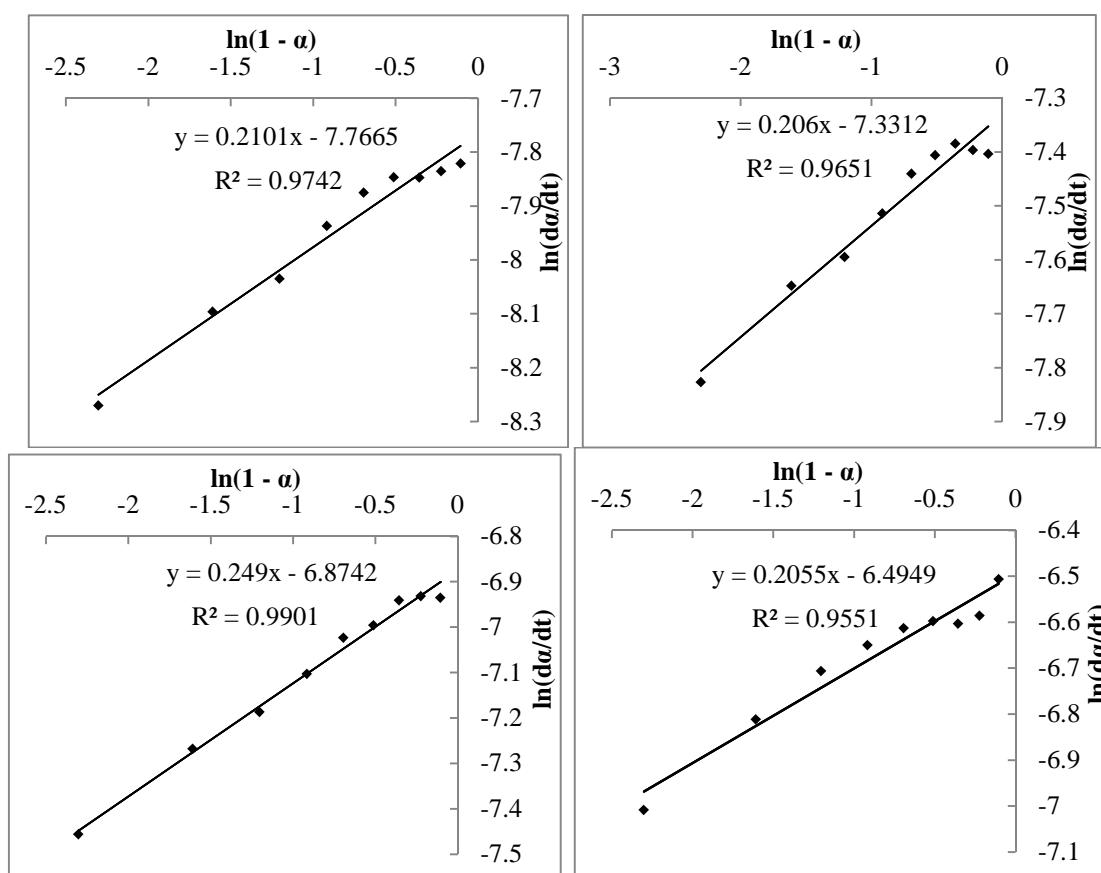 ln(1 - α)
-2.5 -2 -1.5 -1 -0.5 0
-7.7
-7.8
-7.9
-8
-8.1
-8.2
-8.3
ln(dα/dt)
y = 0.2101x - 7.7665
R² = 0.9742
ln(1 - α)
-3 -2 -1 0
-7.3
-7.4
-7.5
-7.6
-7.7
-7.8
-7.9
ln(dα/dt)
y = 0.206x - 7.3312
R² = 0.9651
ln(1 - α)
-2.5 -2 -1.5 -1 -0.5 0
-6.8
-6.9
-7
-7.1
-7.2
-7.3
-7.4
-7.5
ln(dα/dt)
y = 0.249x - 6.8742
R² = 0.9901
ln(1 - α)
-2.5 -2 -1.5 -1 -0.5 0
-6.4
-6.5
-6.6
-6.7
-6.8
-6.9
-7
-7.1
ln(dα/dt)
y = 0.2055x - 6.4949
R² = 0.9551